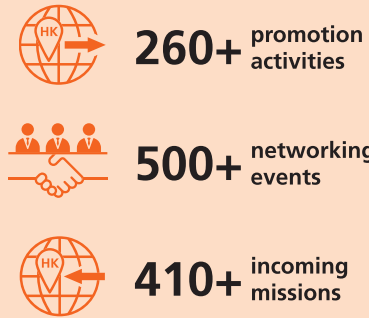 HK
260+ promotion
activities
500+ networking
events
HK
410+ incoming
missions